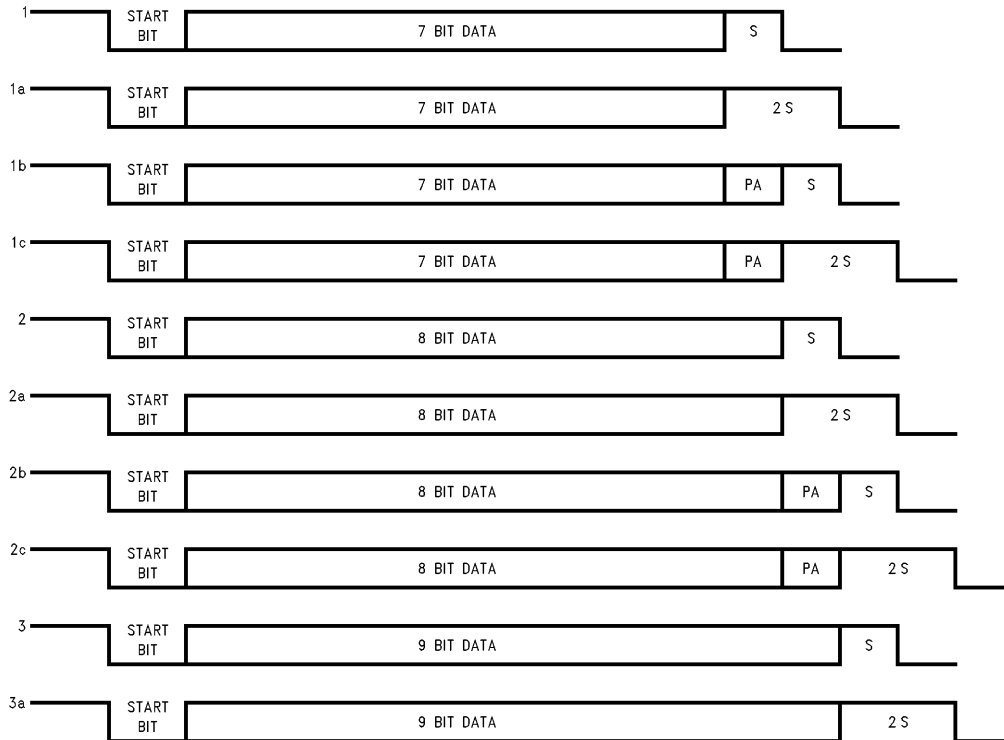 1 START BIT 7 BIT DATA S
1a START BIT 7 BIT DATA 2 S
1b START BIT 7 BIT DATA PA S
1c START BIT 7 BIT DATA PA 2 S
2 START BIT 8 BIT DATA S
2a START BIT 8 BIT DATA 2 S
2b START BIT 8 BIT DATA PA S
2c START BIT 8 BIT DATA PA 2 S
3 START BIT 9 BIT DATA S
3a START BIT 9 BIT DATA 2 S